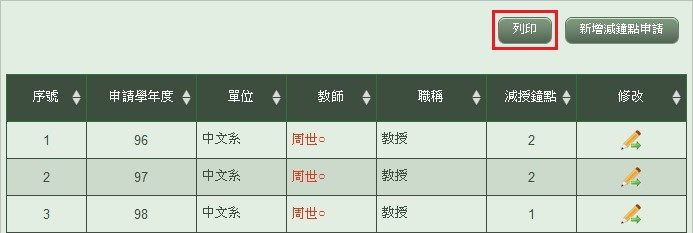 列印 新增減鐘點申請
序號 申請學年度 單位 教師 職稱 減授鐘點 修改
1 96 中文系 周世○ 教授 2
2 97 中文系 周世○ 教授 2
3 98 中文系 周世○ 教授 1